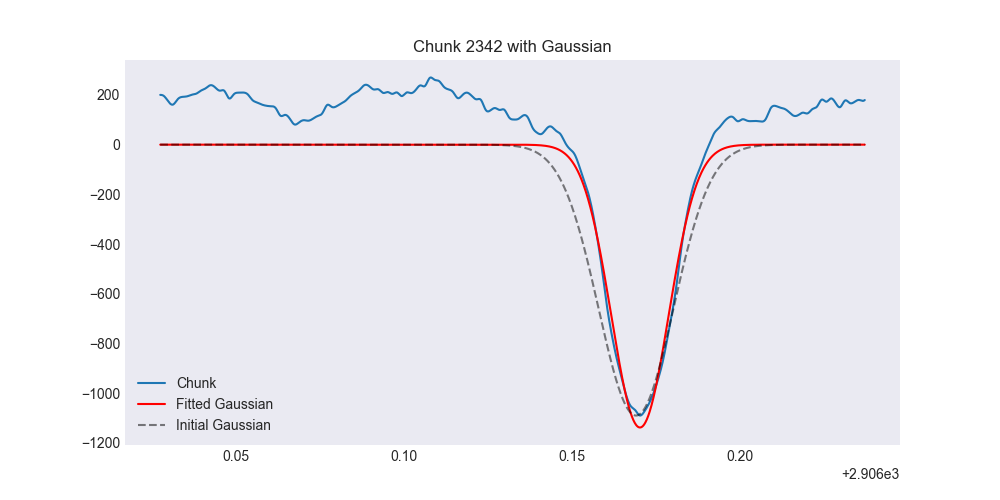 Chunk 2342 with Gaussian
200
0
−200
−400
−600
−800
−1000
−1200
Chunk
Fitted Gaussian
Initial Gaussian
0.05 0.10 0.15 0.20
+2.906e3